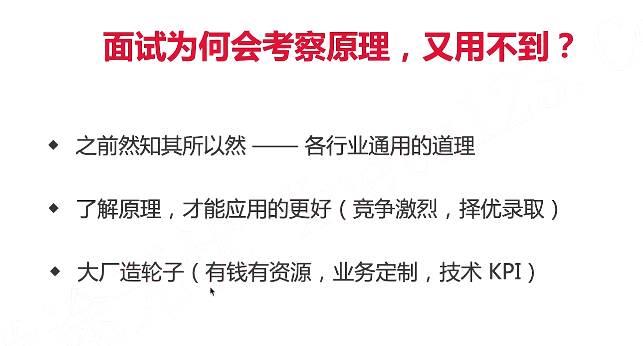 面试为何会考察原理，又用不到？
之前然知其所以然 —— 各行业通用的道理
了解原理，才能应用的更好（竞争激烈，择优录取）
大厂造轮子（有钱有资源，业务定制，技术 KPI）